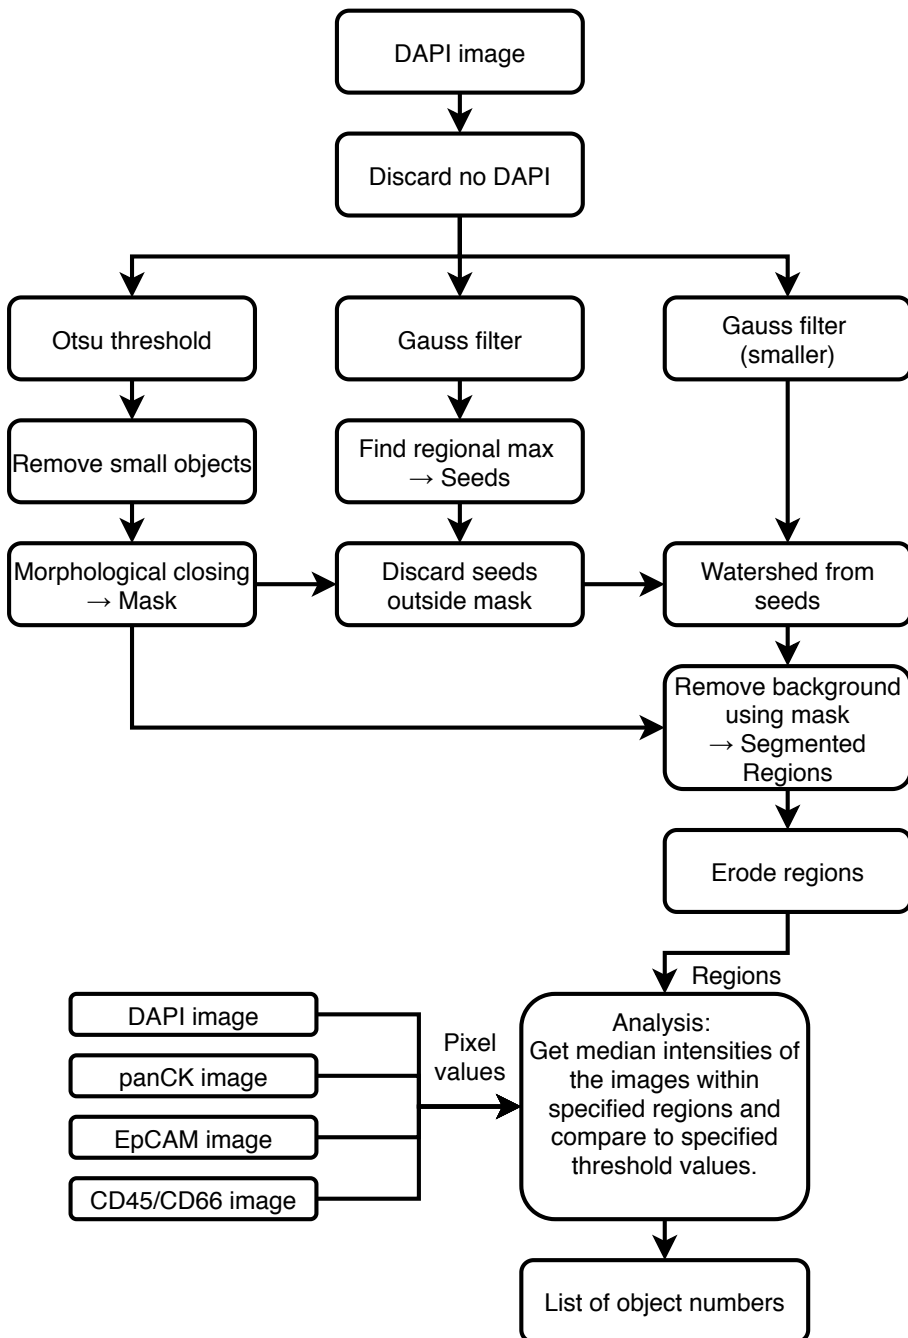 DAPI image
Discard no DAPI
Otsu threshold
Gauss filter
Gauss filter
(smaller)
Remove small objects
Find regional max
→ Seeds
Morphological closing
→ Mask
Discard seeds
outside mask
Watershed from
seeds
Remove background
using mask
→ Segmented
Regions
Erode regions
Regions
DAPI image
panCK image
EpCAM image
CD45/CD66 image
Pixel
values
Analysis:
Get median intensities of
the images within
specified regions and
compare to specified
threshold values.
List of object numbers